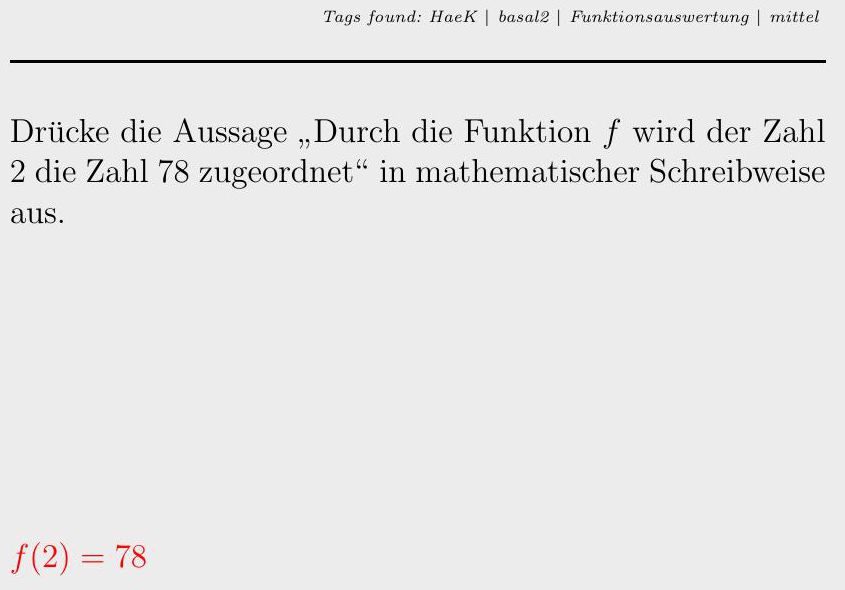 Tags found: HaeK | basal2 | Funktionsauswertung | mittel
Drücke die Aussage „Durch die Funktion f wird der Zahl
2 die Zahl 78 zugeordnet“ in mathematischer Schreibweise
aus.
f(2) = 78